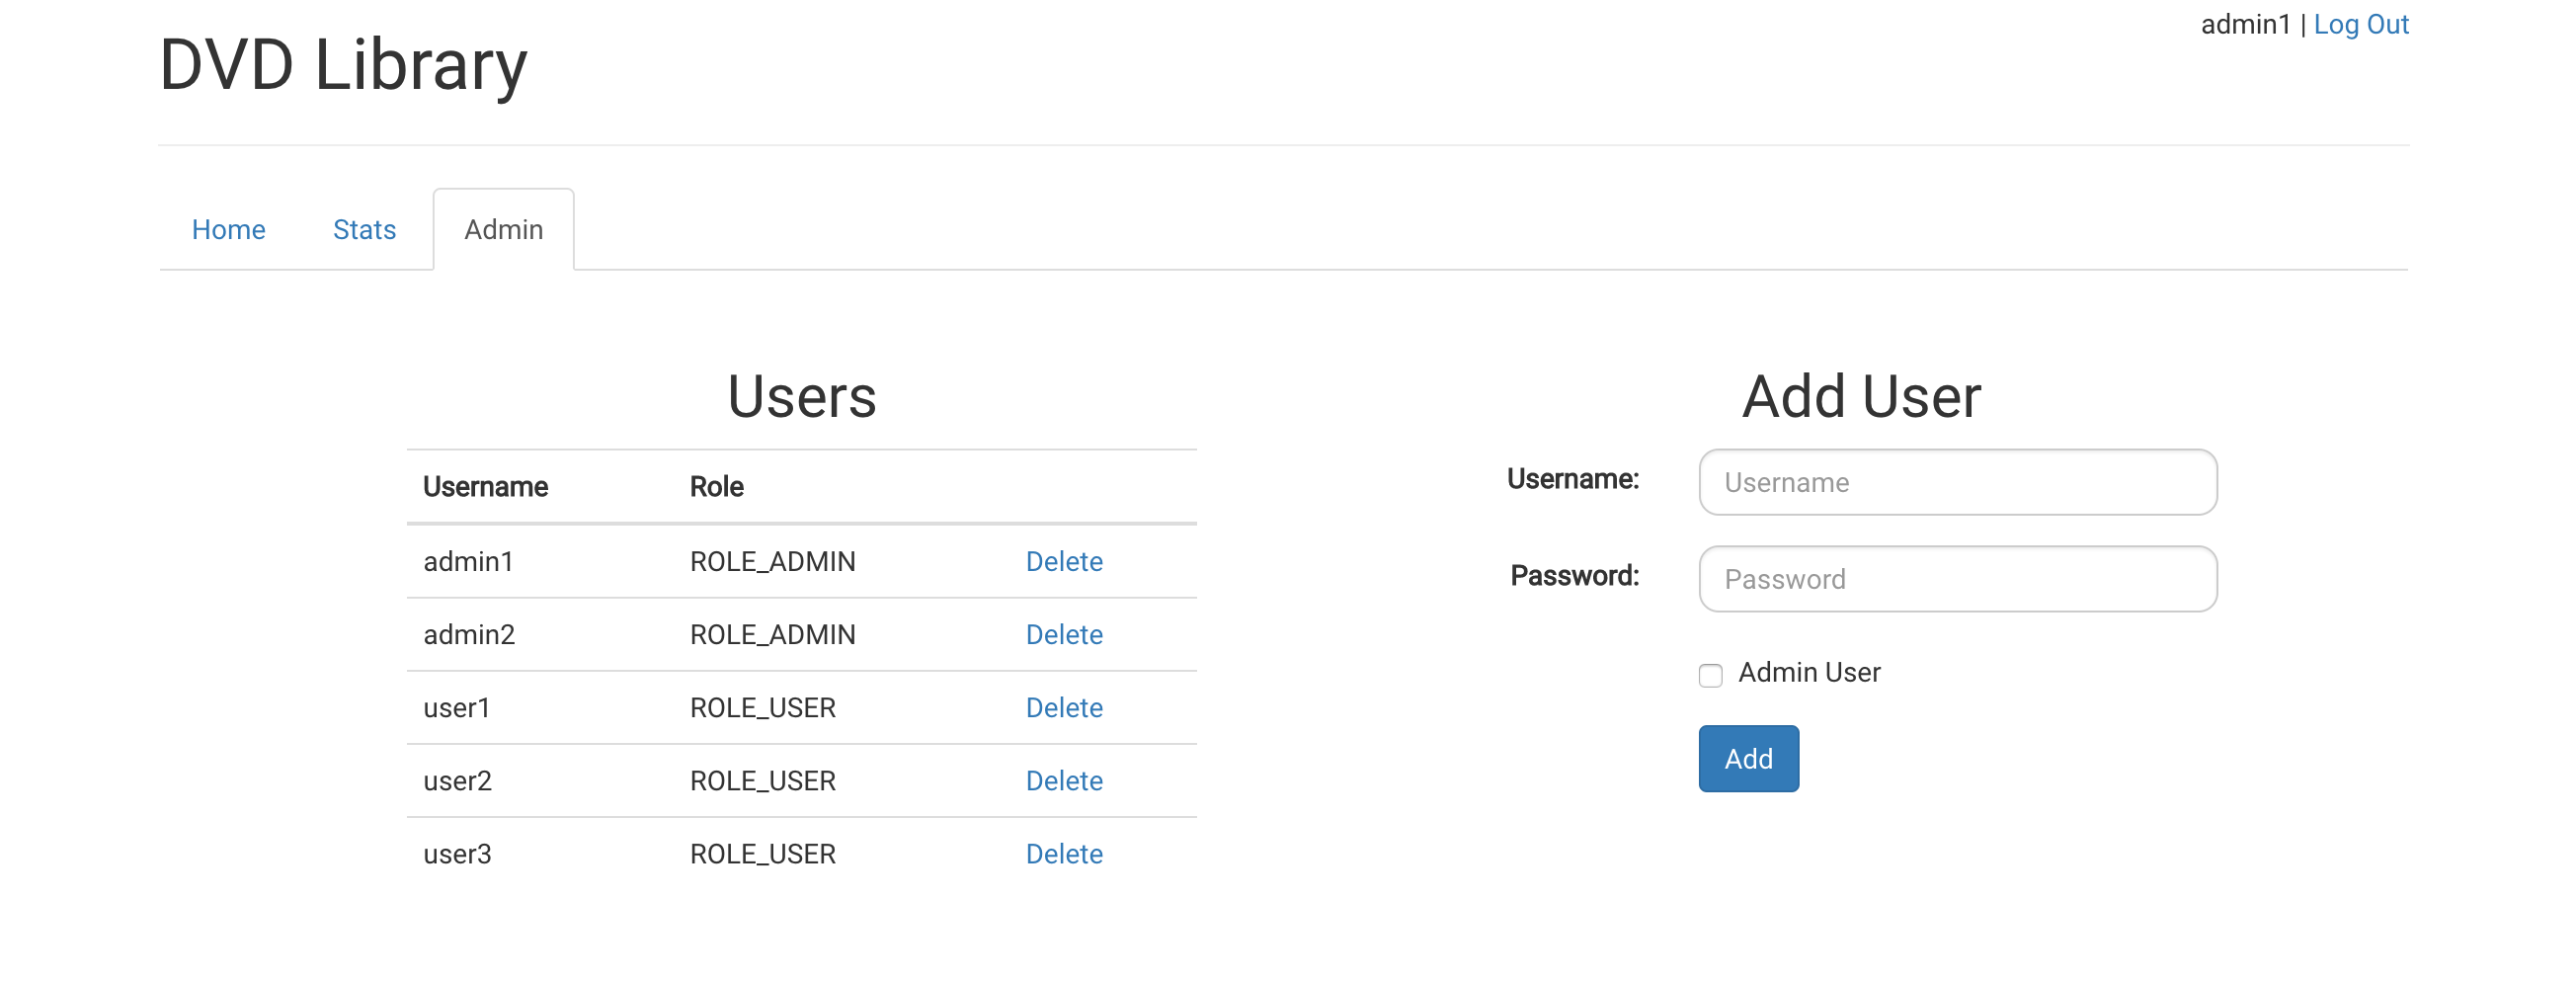 admin1 | Log Out
DVD Library
Home Stats Admin
Users
Username Role
admin1 ROLE_ADMIN Delete
admin2 ROLE_ADMIN Delete
user1 ROLE_USER Delete
user2 ROLE_USER Delete
user3 ROLE_USER Delete
Add User
Username: Username
Password: Password
Admin User
Add